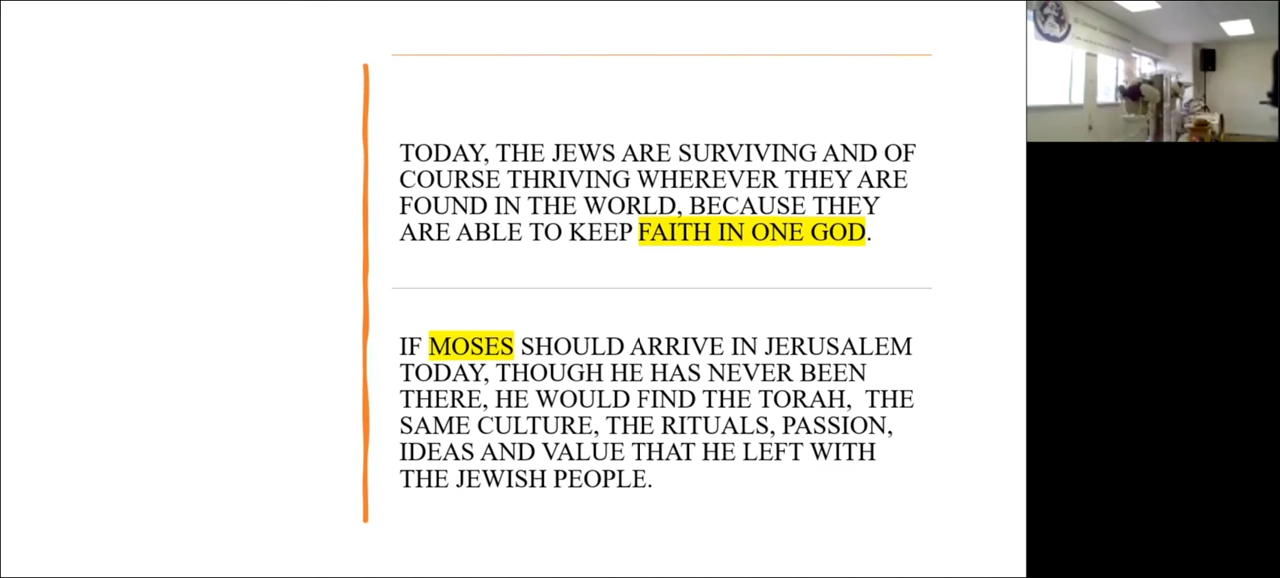 TODAY, THE JEWS ARE SURVIVING AND OF
COURSE THRIVING WHEREVER THEY ARE
FOUND IN THE WORLD, BECAUSE THEY
ARE ABLE TO KEEP FAITH IN ONE GOD.
IF MOSES SHOULD ARRIVE IN JERUSALEM
TODAY, THOUGH HE HAS NEVER BEEN
THERE, HE WOULD FIND THE TORAH,  THE
SAME CULTURE, THE RITUALS, PASSION,
IDEAS AND VALUE THAT HE LEFT WITH
THE JEWISH PEOPLE.